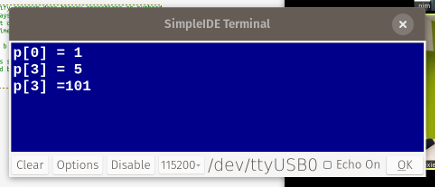 SimpleIDE Terminal
p[0] = 1
p[3] = 5
p[3] =101
Clear Options Disable 115200 /dev/ttyUSB0 Echo On OK